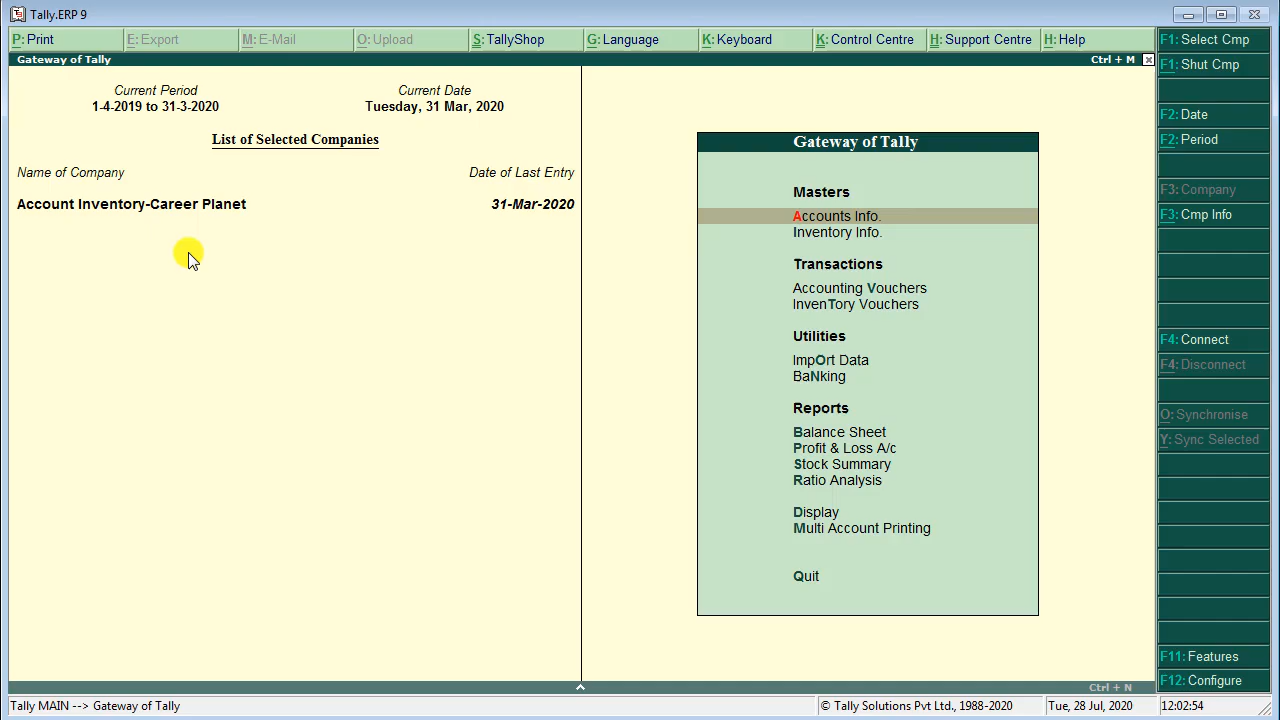 Tally.ERP 9
P: Print
E: Export
M: E-Mail
O: Upload
S: TallyShop
G: Language
K: Keyboard
K: Control Centre
H: Support Centre
H: Help
Gateway of Tally
Ctrl + M
Current Period
1-4-2019 to 31-3-2020
Current Date
Tuesday, 31 Mar, 2020
List of Selected Companies
Name of Company
Date of Last Entry
Account Inventory-Career Planet
31-Mar-2020
Gateway of Tally
Masters
Accounts Info.
Inventory Info.
Transactions
Accounting Vouchers
InvenTory Vouchers
Utilities
ImpOrt Data
BaNking
Reports
Balance Sheet
Profit & Loss A/c
Stock Summary
Ratio Analysis
Display
Multi Account Printing
Quit
F1: Select Cmp
F1: Shut Cmp
F2: Date
F2: Period
F3: Company
F3: Cmp Info
F4: Connect
F4: Disconnect
O: Synchronise
Y: Sync Selected
F11: Features
F12: Configure
Ctrl + N
Tally MAIN --> Gateway of Tally
© Tally Solutions Pvt Ltd., 1988-2020
Tue, 28 Jul, 2020
12:02:54